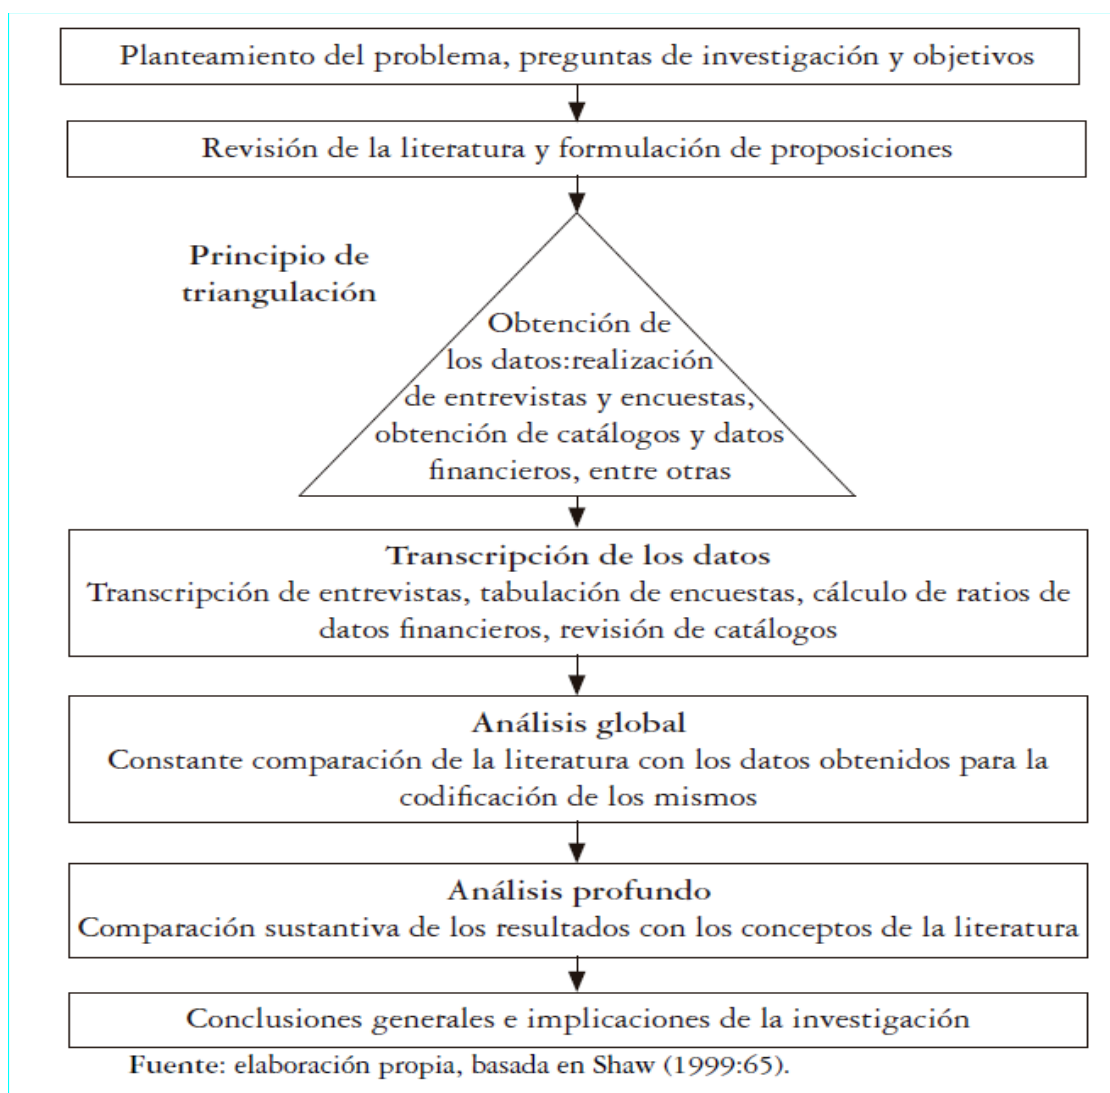 Planteamiento del problema, preguntas de investigación y objetivos
Revisión de la literatura y formulación de proposiciones
Principio de
triangulación
Obtención de
los datos:realización
de entrevistas y encuestas,
obtención de catálogos y datos
financieros, entre otras
Transcripción de los datos
Transcripción de entrevistas, tabulación de encuestas, cálculo de ratios de
datos financieros, revisión de catálogos
Análisis global
Constante comparación de la literatura con los datos obtenidos para la
codificación de los mismos
Análisis profundo
Comparación sustantiva de los resultados con los conceptos de la literatura
Conclusiones generales e implicaciones de la investigación
Fuente: elaboración propia, basada en Shaw (1999:65).